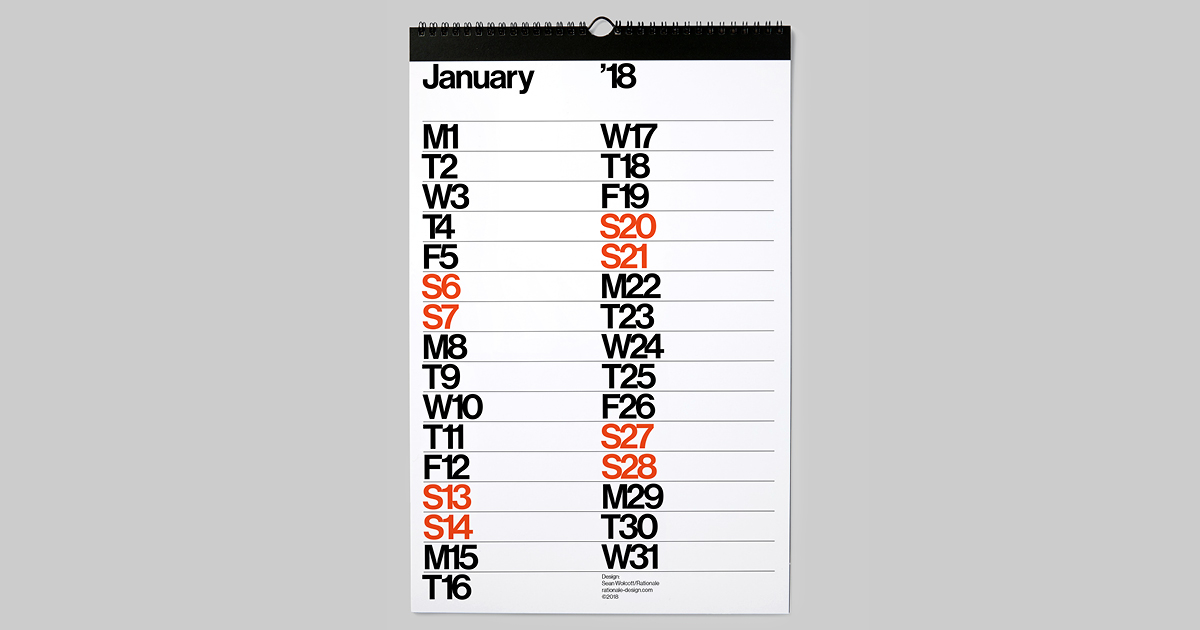 January ’18
M1
T2
W3
T4
F5
S6
S7
M8
T9
W10
T11
F12
S13
S14
M15
T16
W17
T18
F19
S20
S21
M22
T23
W24
T25
F26
S27
S28
M29
T30
W31
Design:
Sean Wolcott/Rationale
rationale-design.com
©2018